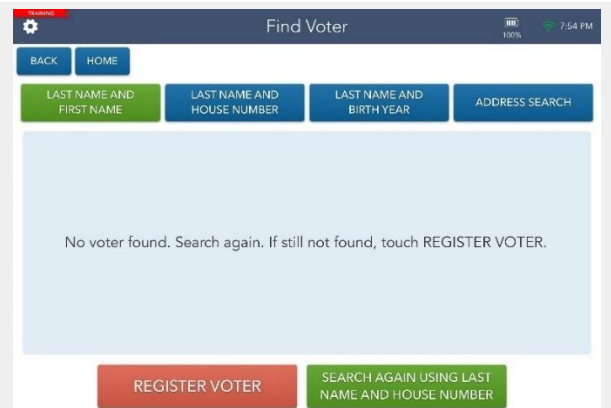 TRAINING
Find Voter
100%
7:54 PM
BACK
HOME
LAST NAME AND
FIRST NAME
LAST NAME AND
HOUSE NUMBER
LAST NAME AND
BIRTH YEAR
ADDRESS SEARCH
No voter found. Search again. If still not found, touch REGISTER VOTER.
REGISTER VOTER
SEARCH AGAIN USING LAST
NAME AND HOUSE NUMBER